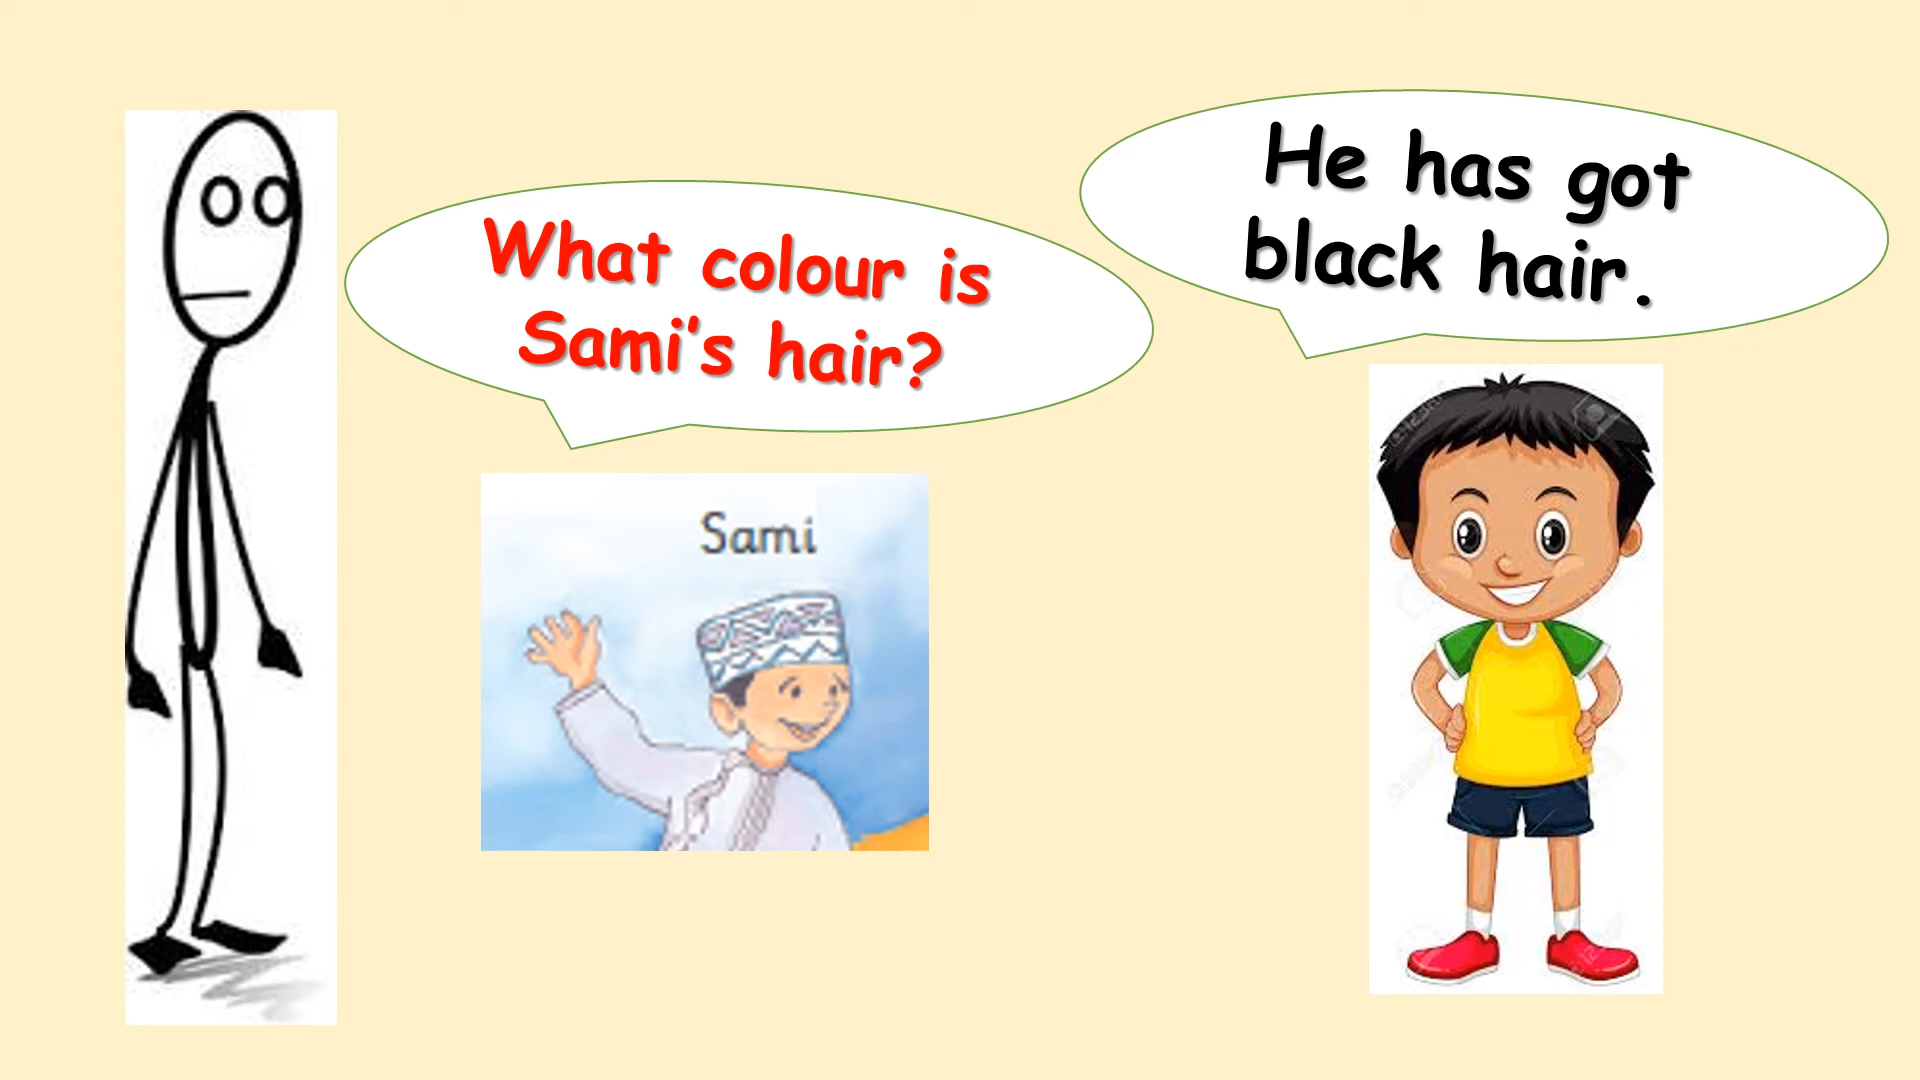 What colour is
Sami's hair?
He has got
black hair.
Sami